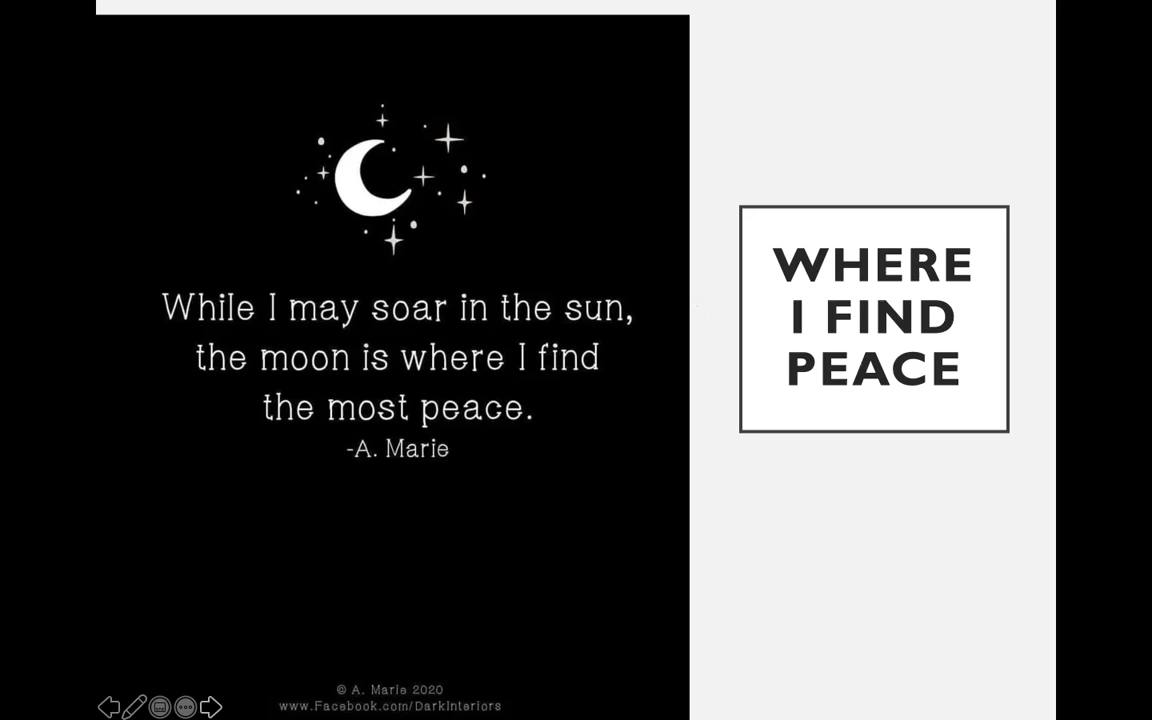 While I may soar in the sun,
the moon is where I find
the most peace.
-A. Marie
© A. Marie 2020
www.Facebook.com/DarkInteriors
WHERE
I FIND
PEACE